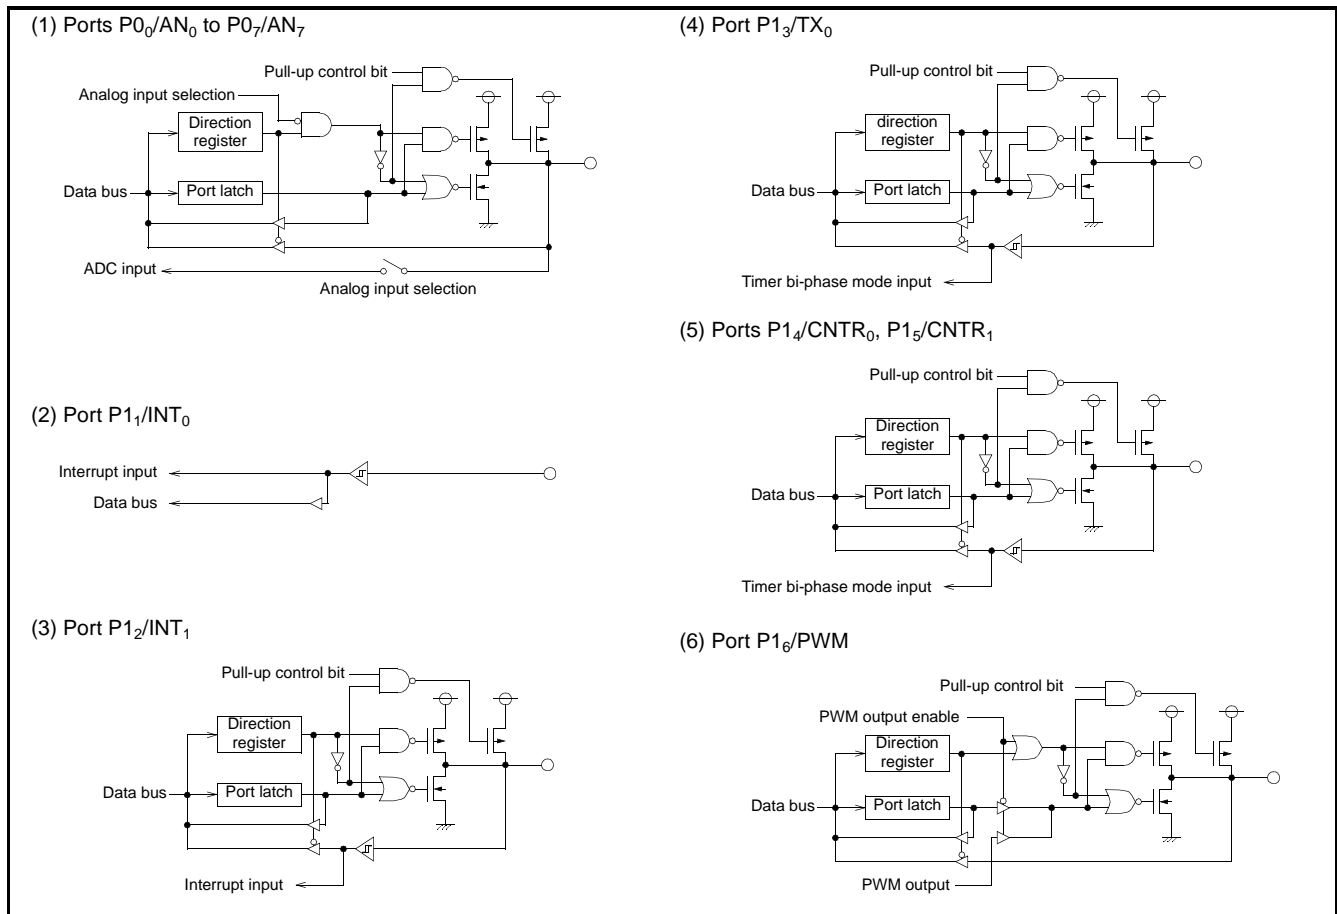 (1) Ports P0₀/AN₀ to P0₇/AN₇
Pull-up control bit
Analog input selection
Direction
register
Data bus
Port latch
ADC input
Analog input selection
(2) Port P1₁/INT₀
Interrupt input
Data bus
(3) Port P1₂/INT₁
Pull-up control bit
Direction
register
Data bus
Port latch
Interrupt input
(4) Port P1₃/TX₀
Pull-up control bit
direction
register
Data bus
Port latch
Timer bi-phase mode input
(5) Ports P1₄/CNTR₀, P1₅/CNTR₁
Pull-up control bit
Direction
register
Data bus
Port latch
Timer bi-phase mode input
(6) Port P1₆/PWM
Pull-up control bit
PWM output enable
Direction
register
Data bus
Port latch
PWM output